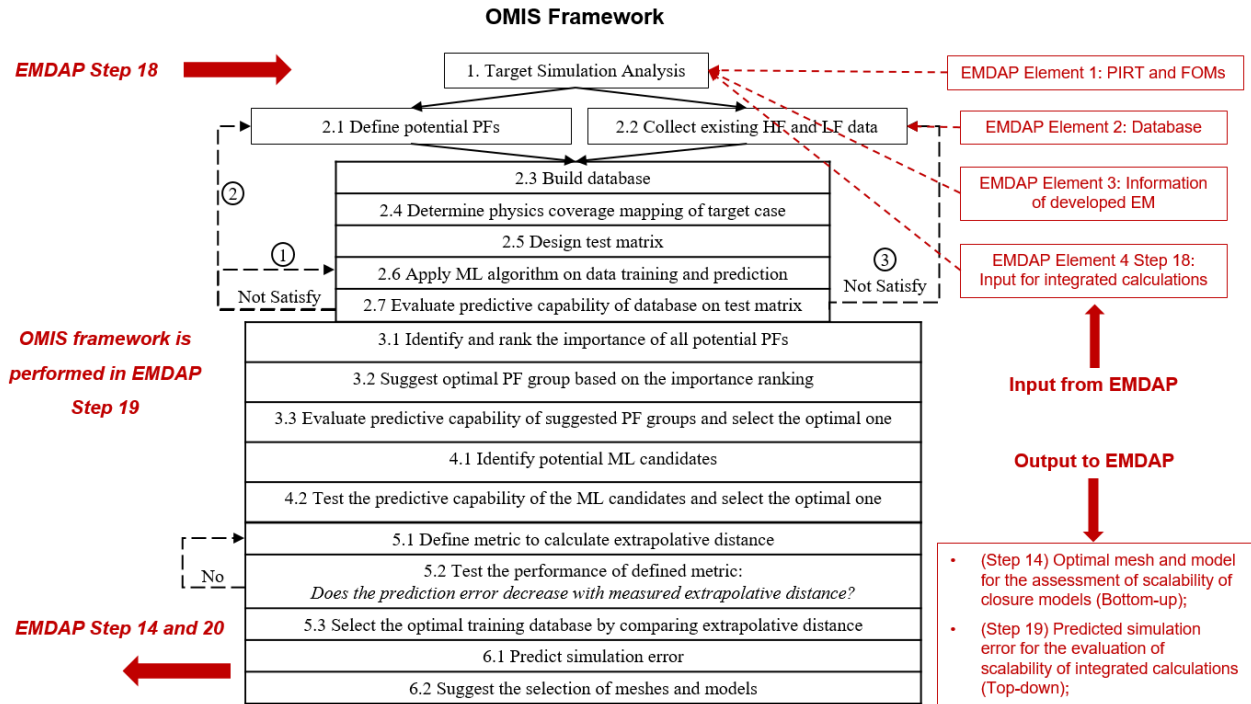 OMIS Framework
EMDAP Step 18
1. Target Simulation Analysis
EMDAP Element 1: PIRT and FOMs
2.1 Define potential PFs
2.2 Collect existing HF and LF data
EMDAP Element 2: Database
2.3 Build database
2
2.4 Determine physics coverage mapping of target case
EMDAP Element 3: Information
of developed EM
2.5 Design test matrix
1
3
2.6 Apply ML algorithm on data training and prediction
Not Satisfy
Not Satisfy
EMDAP Element 4 Step 18:
Input for integrated calculations
2.7 Evaluate predictive capability of database on test matrix
OMIS framework is
performed in EMDAP
Step 19
3.1 Identify and rank the importance of all potential PFs
3.2 Suggest optimal PF group based on the importance ranking
Input from EMDAP
3.3 Evaluate predictive capability of suggested PF groups and select the optimal one
4.1 Identify potential ML candidates
Output to EMDAP
4.2 Test the predictive capability of the ML candidates and select the optimal one
5.1 Define metric to calculate extrapolative distance
No
5.2 Test the performance of defined metric:
Does the prediction error decrease with measured extrapolative distance?
5.3 Select the optimal training database by comparing extrapolative distance
EMDAP Step 14 and 20
6.1 Predict simulation error
6.2 Suggest the selection of meshes and models
• (Step 14) Optimal mesh and model
for the assessment of scalability of
closure models (Bottom-up);
• (Step 19) Predicted simulation
error for the evaluation of
scalability of integrated calculations
(Top-down);